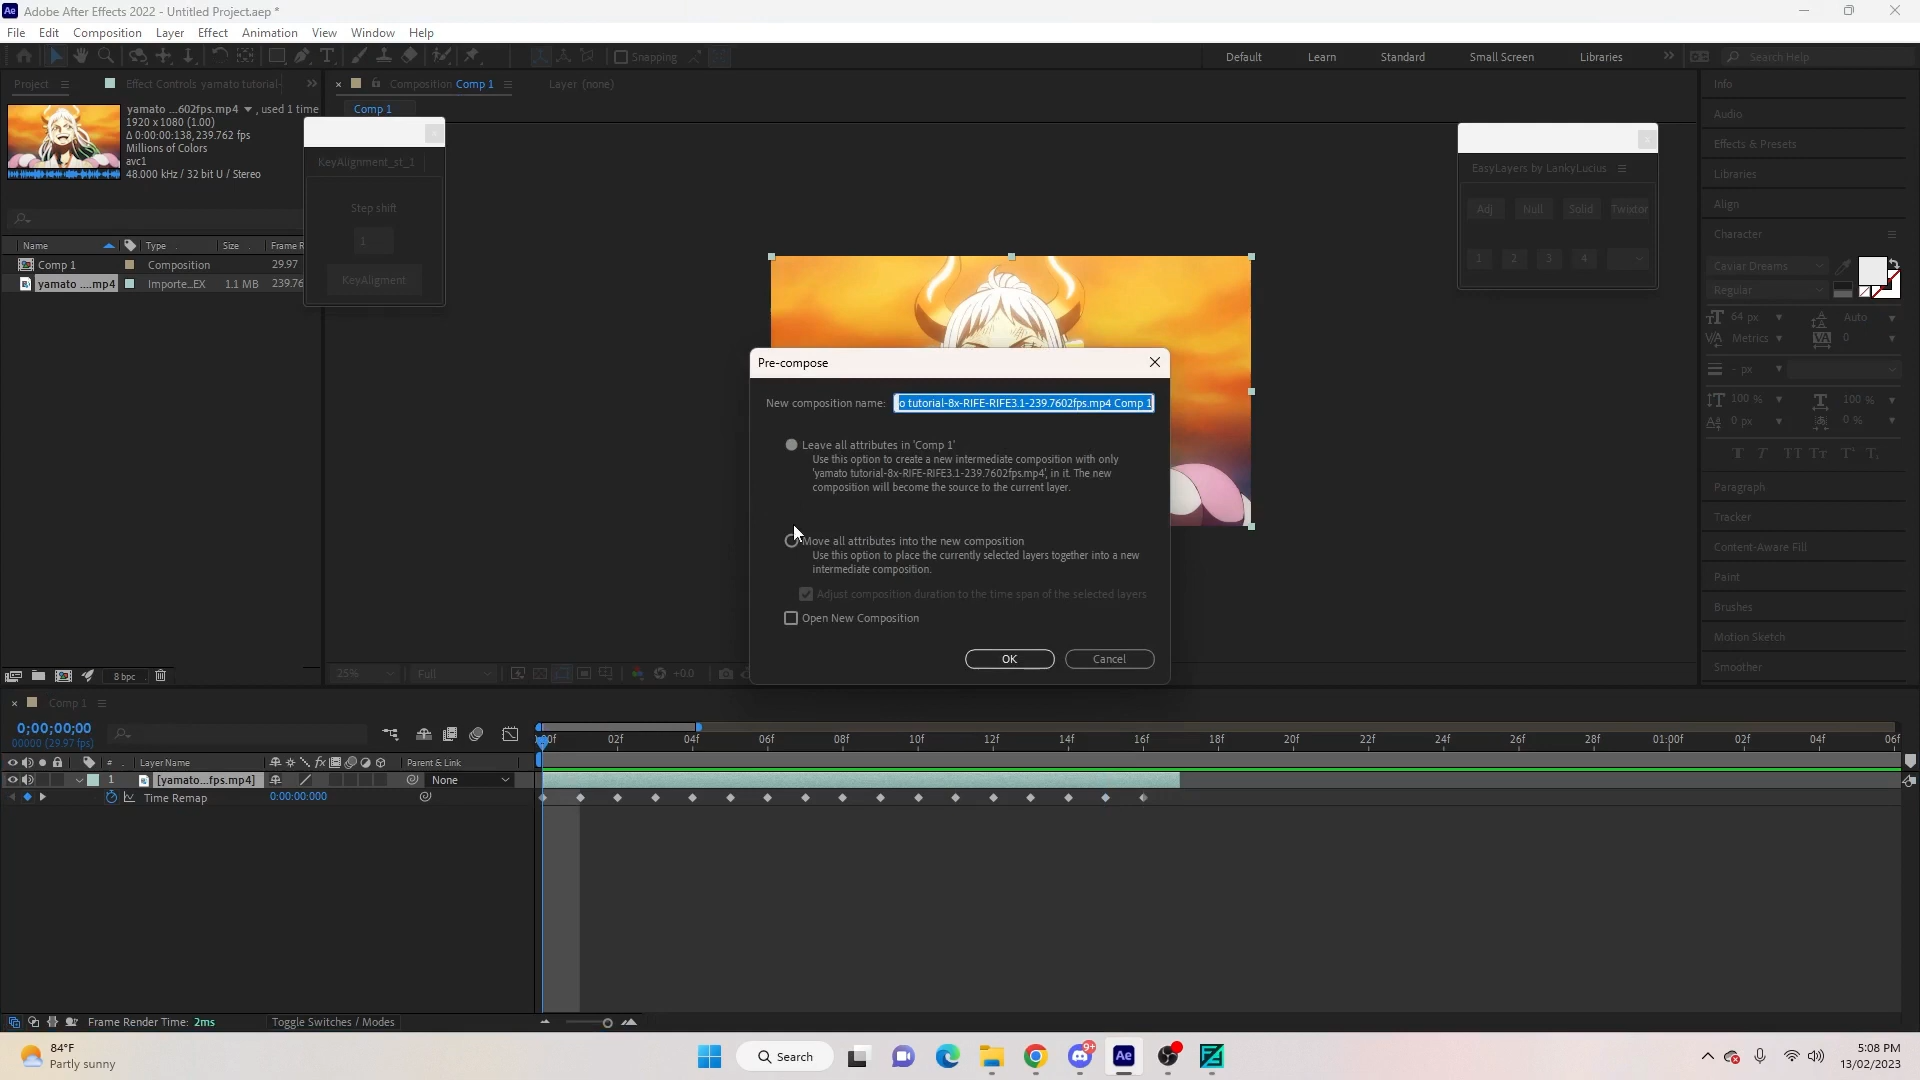 Adobe After Effects 2022 - Untitled Project.aep *
File Edit Composition Layer Effect Animation View Window Help
Snapping
Default Learn Standard Small Screen Libraries
Search Help
Project
Effect Controls yamato tutorial-
Composition Comp 1
Layer (none)
Comp 1
yamato ...602fps.mp4 , used 1 time
1920 x 1080 (1.00)
Δ 0:00:00:138, 239.762 fps
Millions of Colors
avc1
48.000 kHz / 32 bit U / Stereo
Name Type Size Frame R
Comp 1 Composition 29.97
yamato ....mp4 Importe...EX 1.1 MB 239.76
KeyAlignment_st_1
Step shift
1
KeyAligment
EasyLayers by LankyLucius
Adj Null Solid Twixtor
1 2 3 4
Info
Audio
Effects & Presets
Libraries
Align
Character
Caviar Dreams
Regular
64 px Auto
Metrics 0
- px
100 % 100 %
0 px 0 %
Paragraph
Tracker
Content-Aware Fill
Paint
Brushes
Motion Sketch
Smoother
Pre-compose
New composition name: o tutorial-8x-RIFE-RIFE3.1-239.7602fps.mp4 Comp 1
Leave all attributes in 'Comp 1'
Use this option to create a new intermediate composition with only
'yamato tutorial-8x-RIFE-RIFE3.1-239.7602fps.mp4', in it. The new
composition will become the source to the current layer.
Move all attributes into the new composition
Use this option to place the currently selected layers together into a new
intermediate composition.
Adjust composition duration to the time span of the selected layers
Open New Composition
OK Cancel
8 bpc
25% Full +0.0
Comp 1
0;00;00;00
00000 (29.97 fps)
:00f 02f 04f 06f 08f 10f 12f 14f 16f 18f 20f 22f 24f 26f 28f 01:00f 02f 04f 06f
# Layer Name fx Parent & Link
1 [yamato...fps.mp4] None
Time Remap 0:00:00:000
Frame Render Time: 2ms Toggle Switches / Modes
84°F
Partly sunny
Search
9+
Ae
5:08 PM
13/02/2023